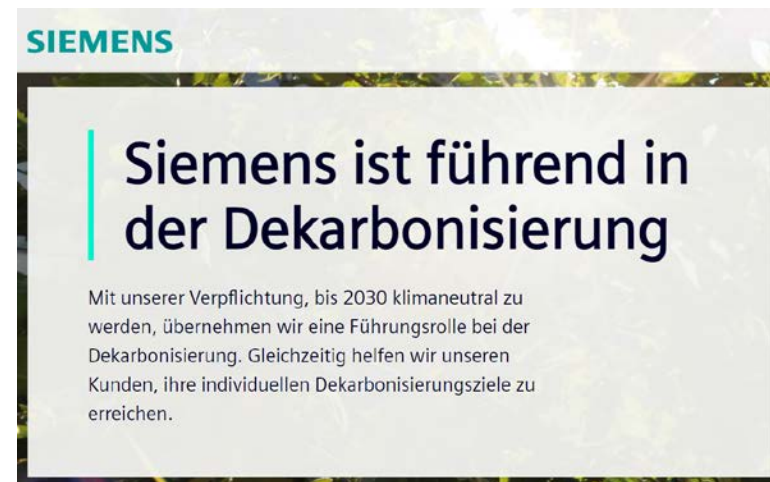 SIEMENS
Siemens ist führend in
der Dekarbonisierung
Mit unserer Verpflichtung, bis 2030 klimaneutral zu
werden, übernehmen wir eine Führungsrolle bei der
Dekarbonisierung. Gleichzeitig helfen wir unseren
Kunden, ihre individuellen Dekarbonisierungsziele zu
erreichen.